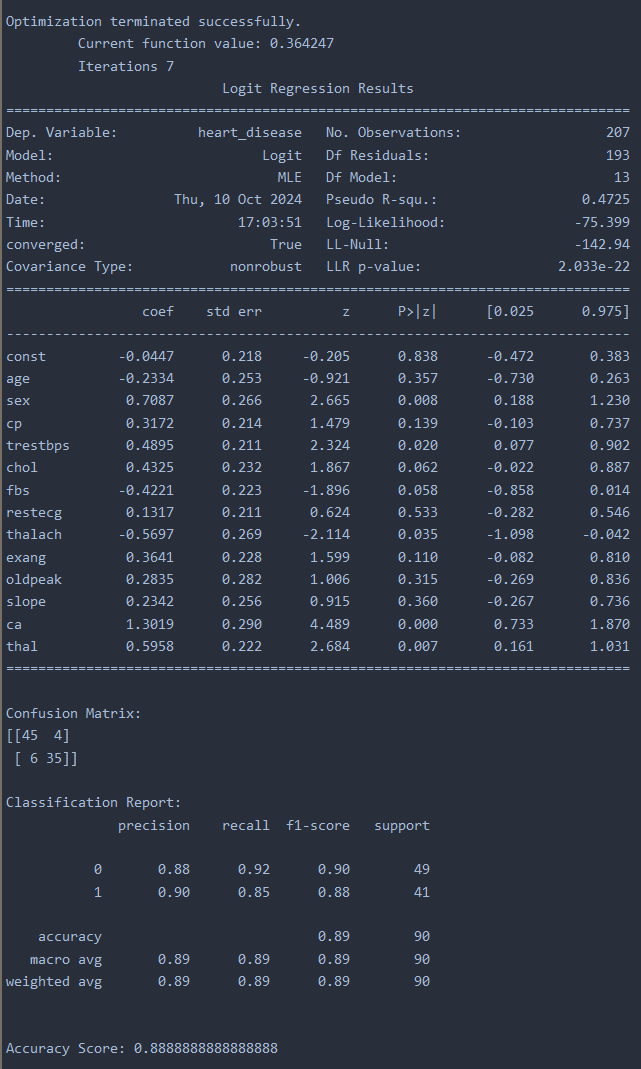 Optimization terminated successfully.
         Current function value: 0.364247
         Iterations 7
                           Logit Regression Results
==============================================================================
Dep. Variable:          heart_disease   No. Observations:                  207
Model:                          Logit   Df Residuals:                      193
Method:                           MLE   Df Model:                           13
Date:                Thu, 10 Oct 2024   Pseudo R-squ.:                  0.4725
Time:                        17:03:51   Log-Likelihood:                -75.399
converged:                       True   LL-Null:                       -142.94
Covariance Type:            nonrobust   LLR p-value:                 2.033e-22
==============================================================================
                 coef    std err          z      P>|z|      [0.025      0.975]
------------------------------------------------------------------------------
const         -0.0447      0.218     -0.205      0.838      -0.472       0.383
age           -0.2334      0.253     -0.921      0.357      -0.730       0.263
sex            0.7087      0.266      2.665      0.008       0.188       1.230
cp             0.3172      0.214      1.479      0.139      -0.103       0.737
trestbps       0.4895      0.211      2.324      0.020       0.077       0.902
chol           0.4325      0.232      1.867      0.062      -0.022       0.887
fbs           -0.4221      0.223     -1.896      0.058      -0.858       0.014
restecg        0.1317      0.211      0.624      0.533      -0.282       0.546
thalach       -0.5697      0.269     -2.114      0.035      -1.098      -0.042
exang          0.3641      0.228      1.599      0.110      -0.082       0.810
oldpeak        0.2835      0.282      1.006      0.315      -0.269       0.836
slope          0.2342      0.256      0.915      0.360      -0.267       0.736
ca             1.3019      0.290      4.489      0.000       0.733       1.870
thal           0.5958      0.222      2.684      0.007       0.161       1.031
==============================================================================

Confusion Matrix:
[[45  4]
 [ 6 35]]

Classification Report:
              precision    recall  f1-score   support

           0       0.88      0.92      0.90        49
           1       0.90      0.85      0.88        41

    accuracy                           0.89        90
   macro avg       0.89      0.89      0.89        90
weighted avg       0.89      0.89      0.89        90


Accuracy Score: 0.8888888888888888